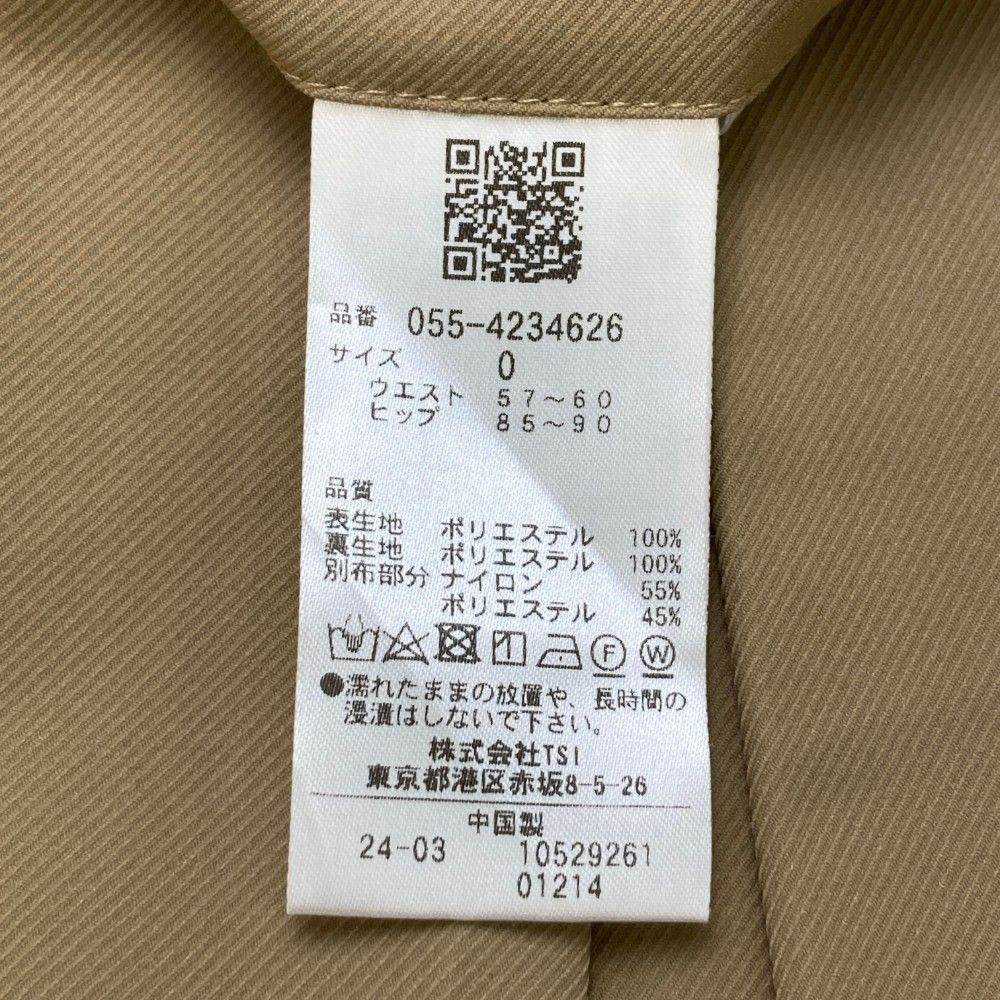 品番 055-4234626
サイズ 0
ウエスト 57～60
ヒップ 85～90
品質
表生地 ポリエステル 100%
裏生地 ポリエステル 100%
別布部分 ナイロン 55%
ポリエステル 45%
F W
●濡れたままの放置や、長時間の
浸漬はしないで下さい。
株式会社TSI
東京都港区赤坂8-5-26
中国製
24-03 10529261
01214